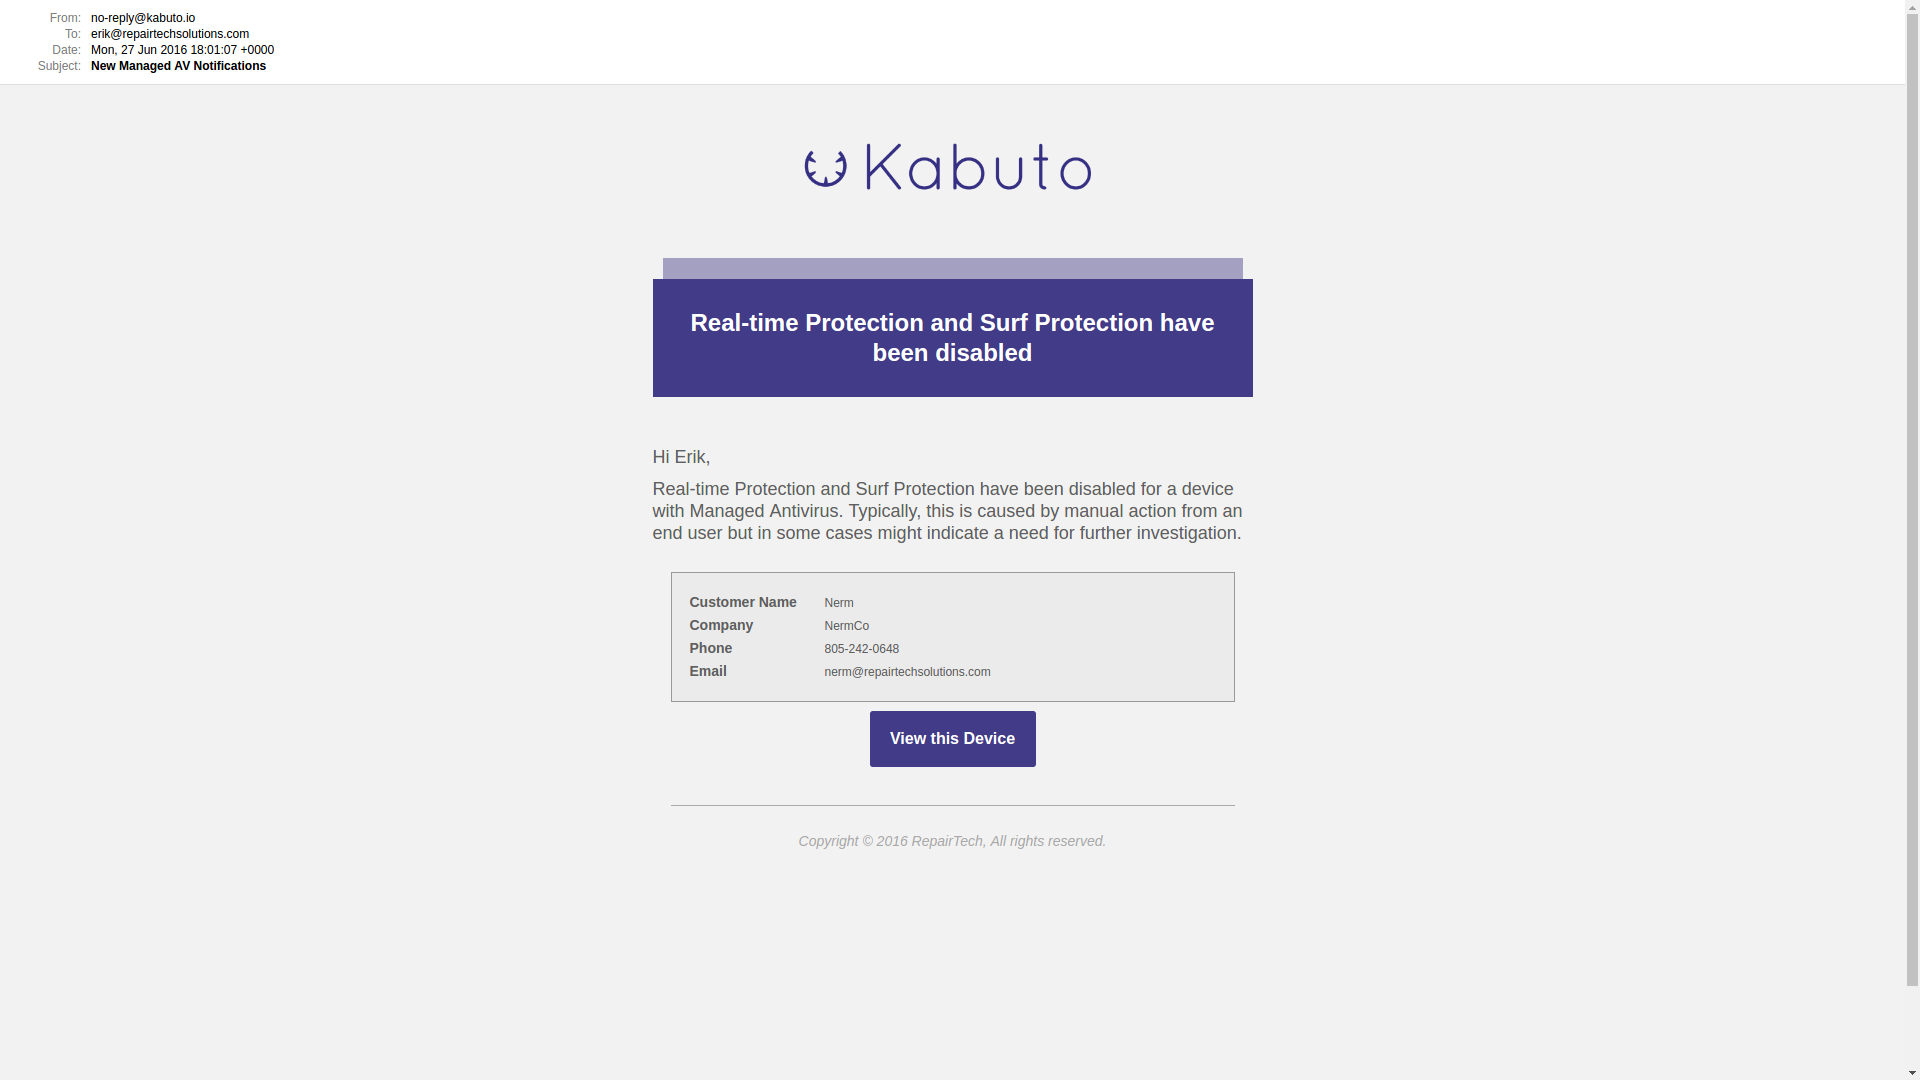 From: no-reply@kabuto.io
To: erik@repairtechsolutions.com
Date: Mon, 27 Jun 2016 18:01:07 +0000
Subject: New Managed AV Notifications
Kabuto
Real-time Protection and Surf Protection have
been disabled
Hi Erik,
Real-time Protection and Surf Protection have been disabled for a device
with Managed Antivirus. Typically, this is caused by manual action from an
end user but in some cases might indicate a need for further investigation.
Customer Name Nerm
Company NermCo
Phone 805-242-0648
Email nerm@repairtechsolutions.com
View this Device
Copyright © 2016 RepairTech, All rights reserved.